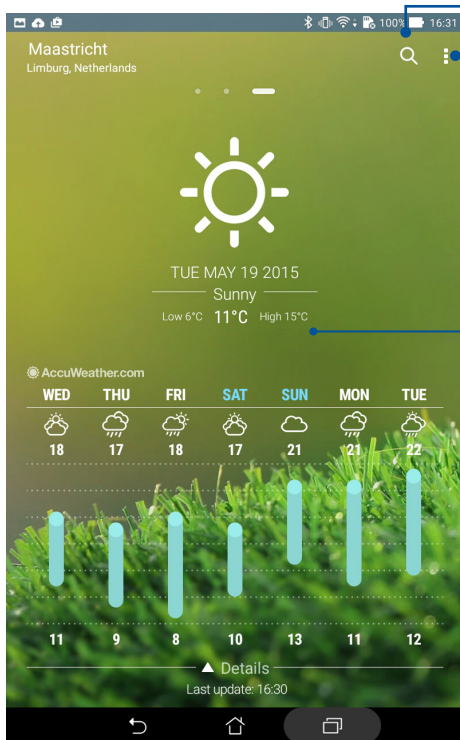 100% 16:31
Maastricht
Limburg, Netherlands
TUE MAY 19 2015
Sunny
Low 6°C 11°C High 15°C
AccuWeather.com
WED THU FRI SAT SUN MON TUE
18 17 18 17 21 21 22
11 9 8 10 13 11 12
Details
Last update: 16:30